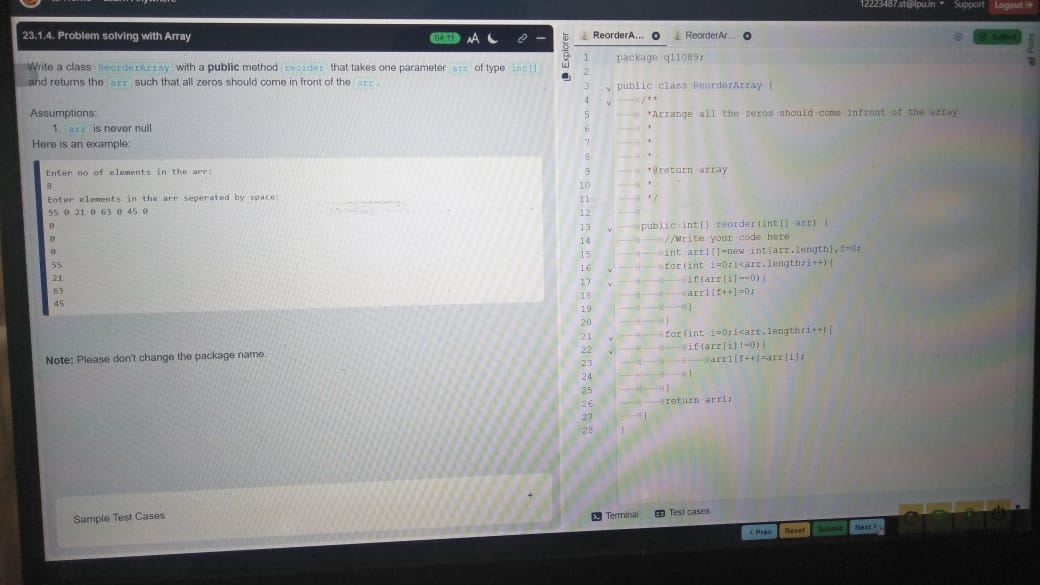 12223487.st@lpu.in Support Logout
23.1.4. Problem solving with Array
04:11 AA
Write a class ReorderArray with a public method reorder that takes one parameter arr of type int[]
and returns the arr such that all zeros should come in front of the arr.
Assumptions:
1. arr is never null
Here is an example:
Enter no of elements in the arr:
8
Enter elements in the arr seperated by space:
55 0 21 0 63 0 45 0
0
0
0
55
21
63
45
Note: Please don't change the package name.
Sample Test Cases +
Explorer
ReorderA... ReorderAr... Submit
1 package q11089;
2
3 public class ReorderArray {
4 /**
5 *Arrange all the zeros should come infront of the array
6 *
7 *
8 *
9 *@return array
10 *
11 */
12
13 public int[] reorder(int[] arr) {
14 //Write your code here
15 int arr1[]=new int[arr.length],f=0;
16 for(int i=0;i<arr.length;i++){
17 if(arr[i]==0){
18 arr1[f++]=0;
19 }
20 }
21 for(int i=0;i<arr.length;i++){
22 if(arr[i]!=0){
23 arr1[f++]=arr[i];
24 }
25 }
26 return arr1;
27 }
28 }
Terminal Test cases
< Prev Reset Submit Next >